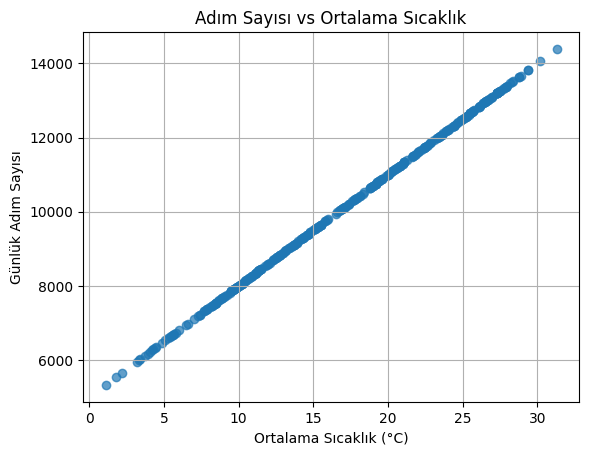 Adım Sayısı vs Ortalama Sıcaklık
Günlük Adım Sayısı
14000
12000
10000
8000
6000
0 5 10 15 20 25 30
Ortalama Sıcaklık (°C)